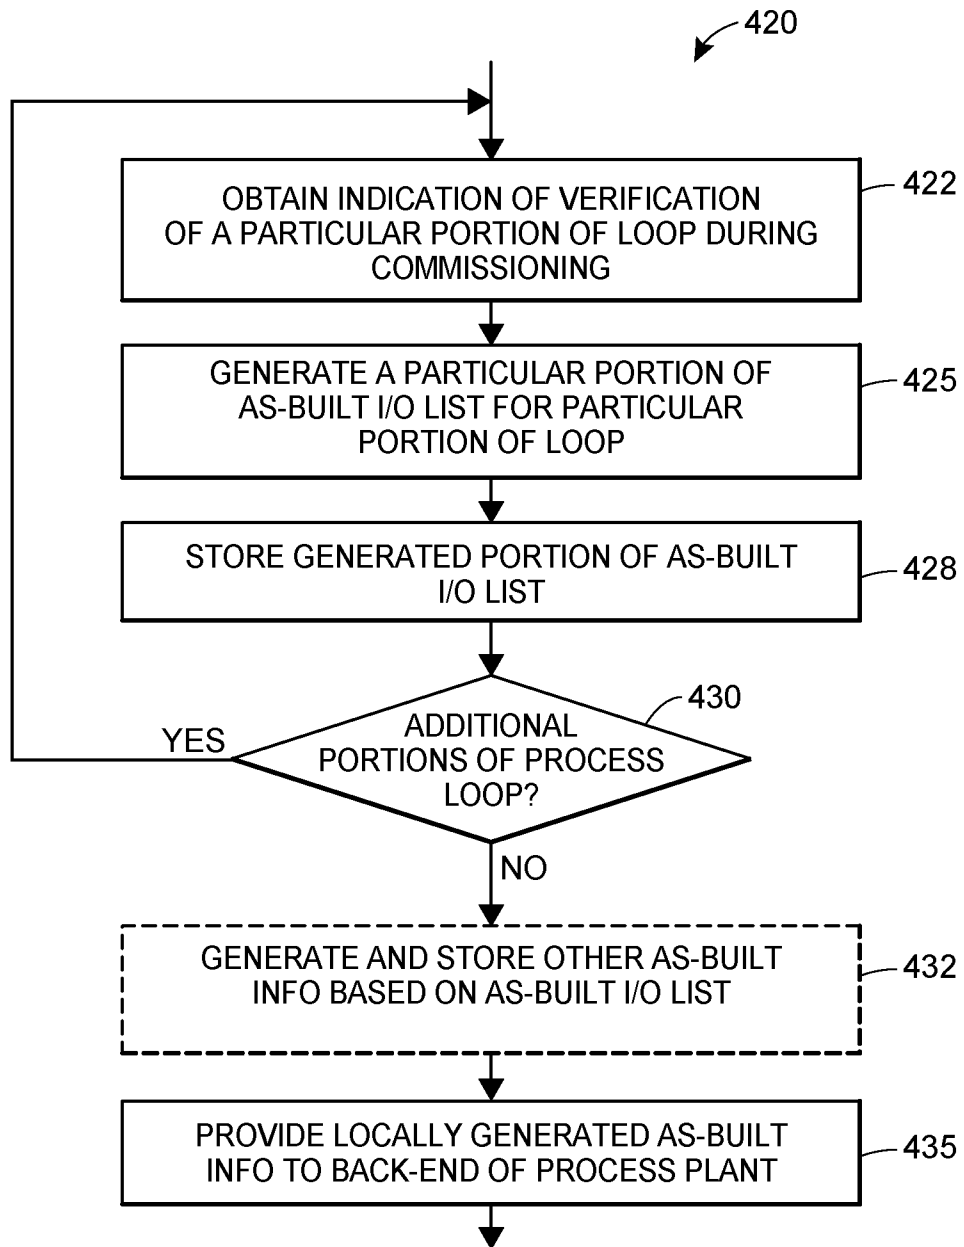 420
OBTAIN INDICATION OF VERIFICATION
OF A PARTICULAR PORTION OF LOOP DURING
COMMISSIONING
422
GENERATE A PARTICULAR PORTION OF
AS-BUILT I/O LIST FOR PARTICULAR
PORTION OF LOOP
425
STORE GENERATED PORTION OF AS-BUILT
I/O LIST
428
ADDITIONAL
PORTIONS OF PROCESS
LOOP?
430
YES
NO
GENERATE AND STORE OTHER AS-BUILT
INFO BASED ON AS-BUILT I/O LIST
432
PROVIDE LOCALLY GENERATED AS-BUILT
INFO TO BACK-END OF PROCESS PLANT
435